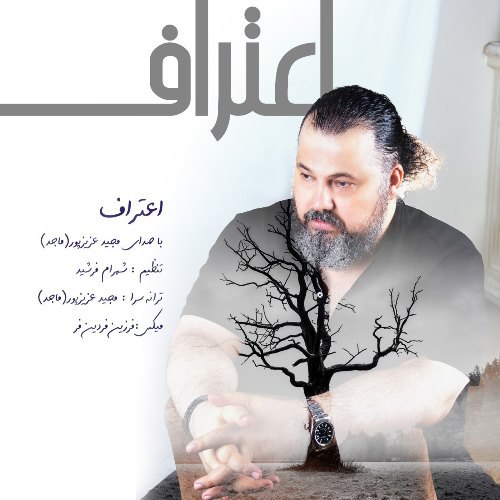 اعتراف
اعتراف
با صدای مجید عزیزپور(ماجد)
تنظیم : شهرام فرشید
ترانه سرا : مجید عزیزپور(ماجد)
میکس:فرزین فردین فر